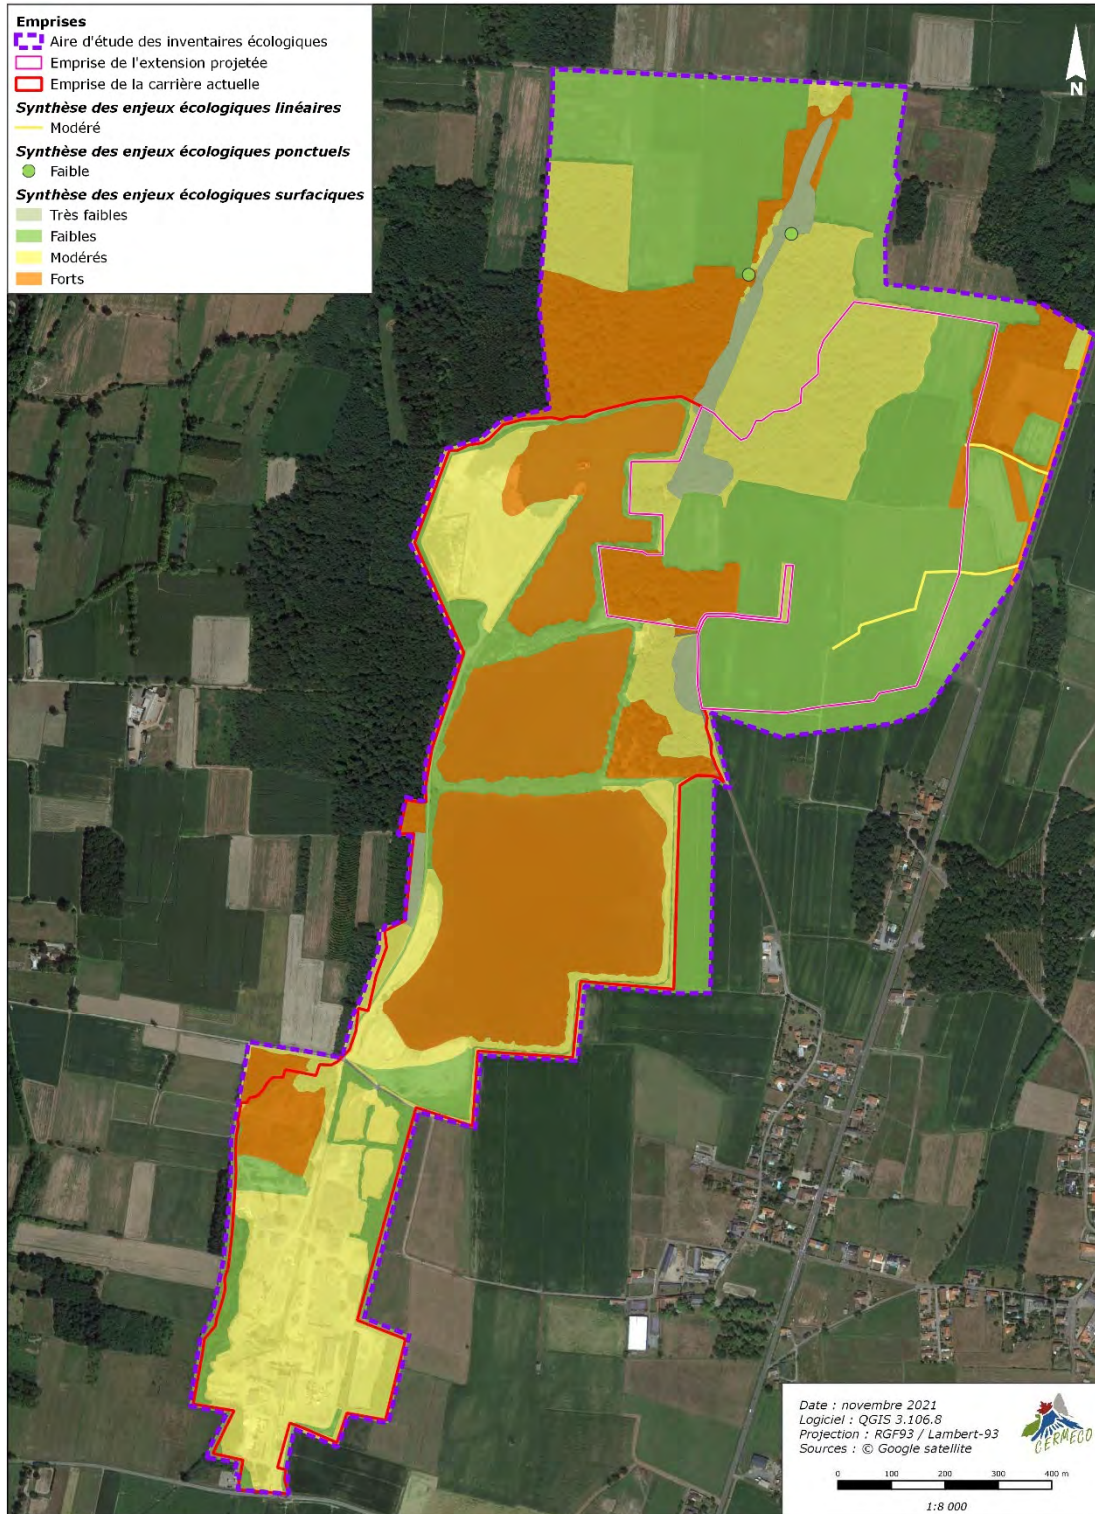 Emprises
Aire d'étude des inventaires écologiques
Emprise de l'extension projetée
Emprise de la carrière actuelle
Synthèse des enjeux écologiques linéaires
Modéré
Synthèse des enjeux écologiques ponctuels
Faible
Synthèse des enjeux écologiques surfaciques
Très faibles
Faibles
Modérés
Forts
N
Date : novembre 2021
Logiciel : QGIS 3.106.8
Projection : RGF93 / Lambert-93
Sources : © Google satellite
CERMECO
0 100 200 300 400 m
1:8 000